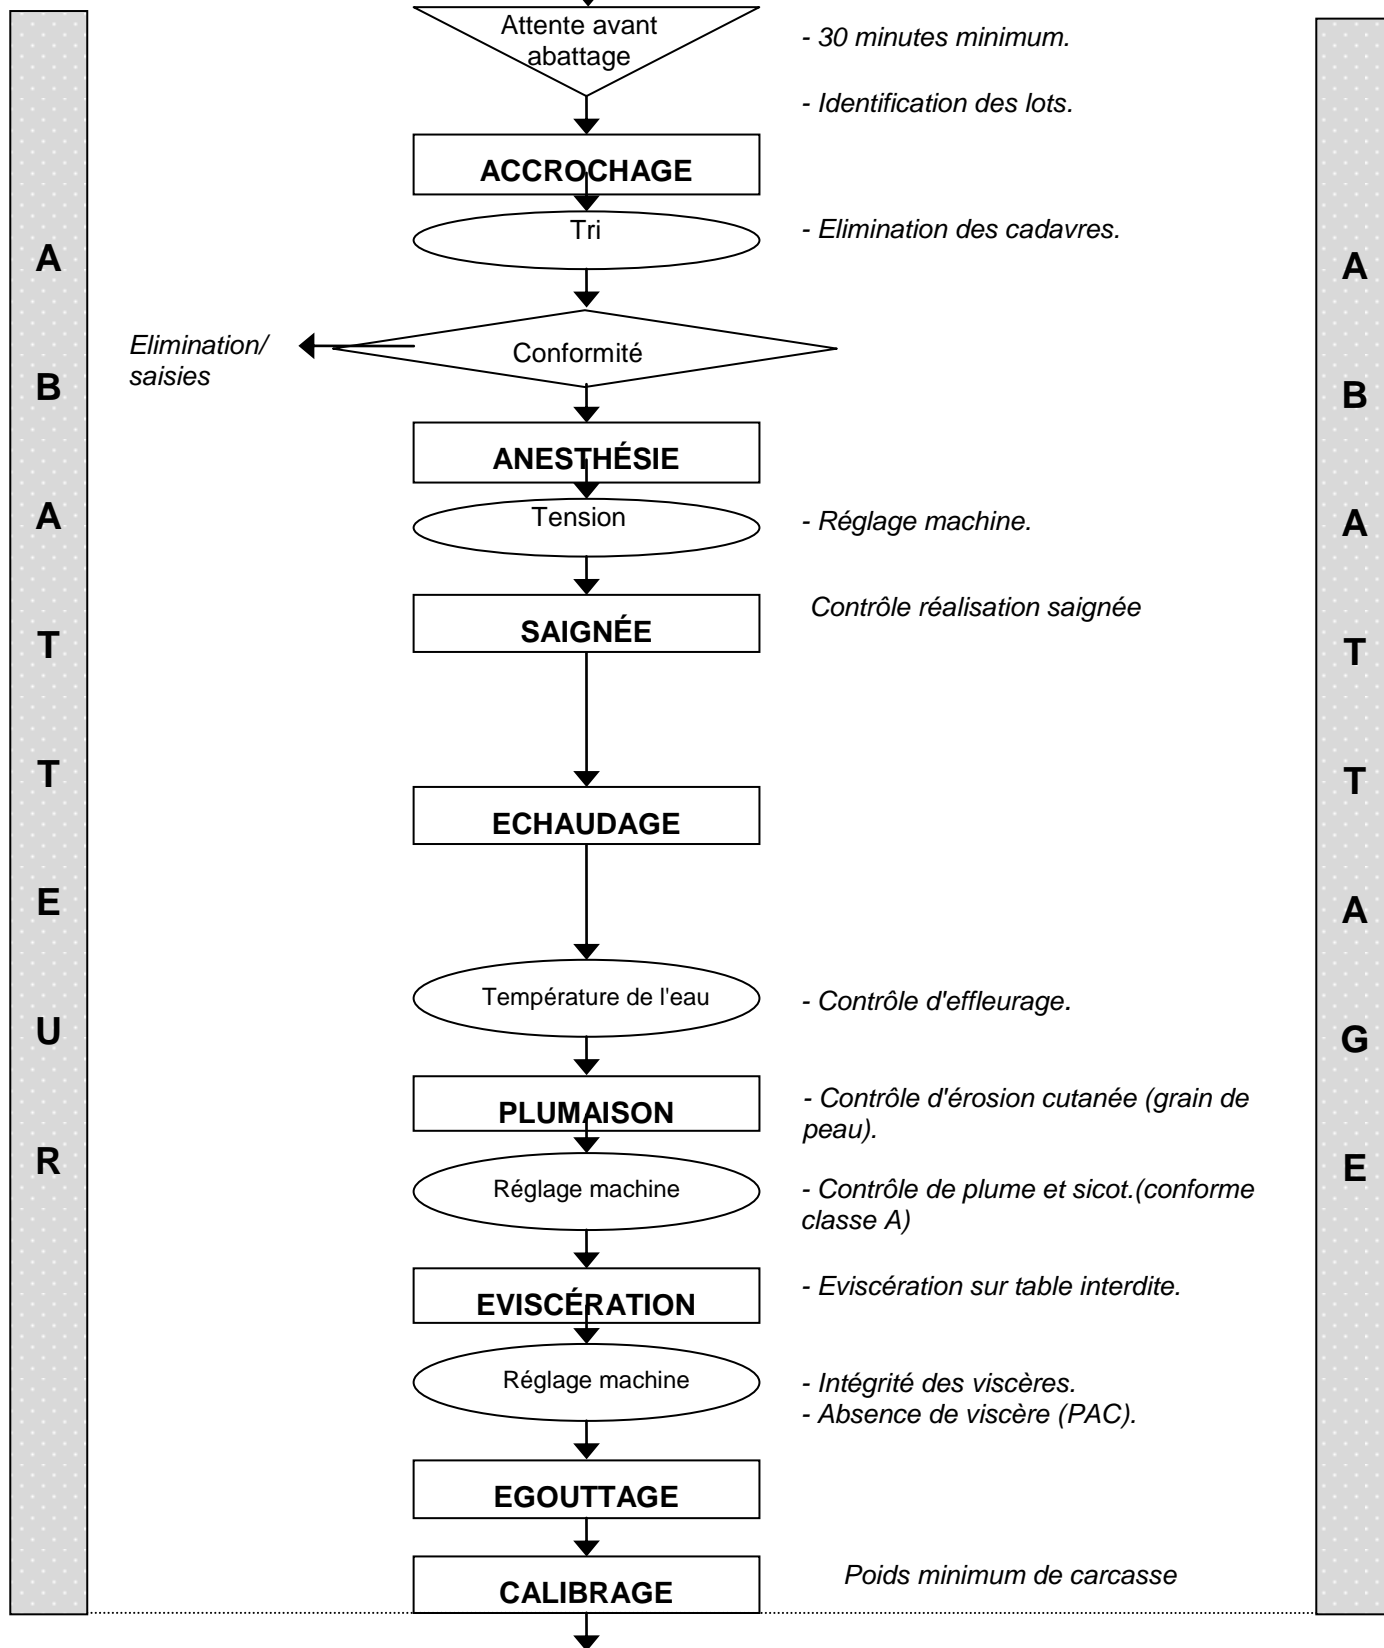 Attente avant
abattage
- 30 minutes minimum.
- Identification des lots.
ACCROCHAGE
Tri
- Elimination des cadavres.
Elimination/
saisies
Conformité
ANESTHÉSIE
Tension
- Réglage machine.
SAIGNÉE
Contrôle réalisation saignée
ECHAUDAGE
Température de l'eau
- Contrôle d'effleurage.
PLUMAISON
- Contrôle d'érosion cutanée (grain de
peau).
Réglage machine
- Contrôle de plume et sicot.(conforme
classe A)
EVISCÉRATION
- Eviscération sur table interdite.
Réglage machine
- Intégrité des viscères.
- Absence de viscère (PAC).
EGOUTTAGE
CALIBRAGE
Poids minimum de carcasse
A
B
A
T
T
E
U
R
A
B
A
T
T
A
G
E